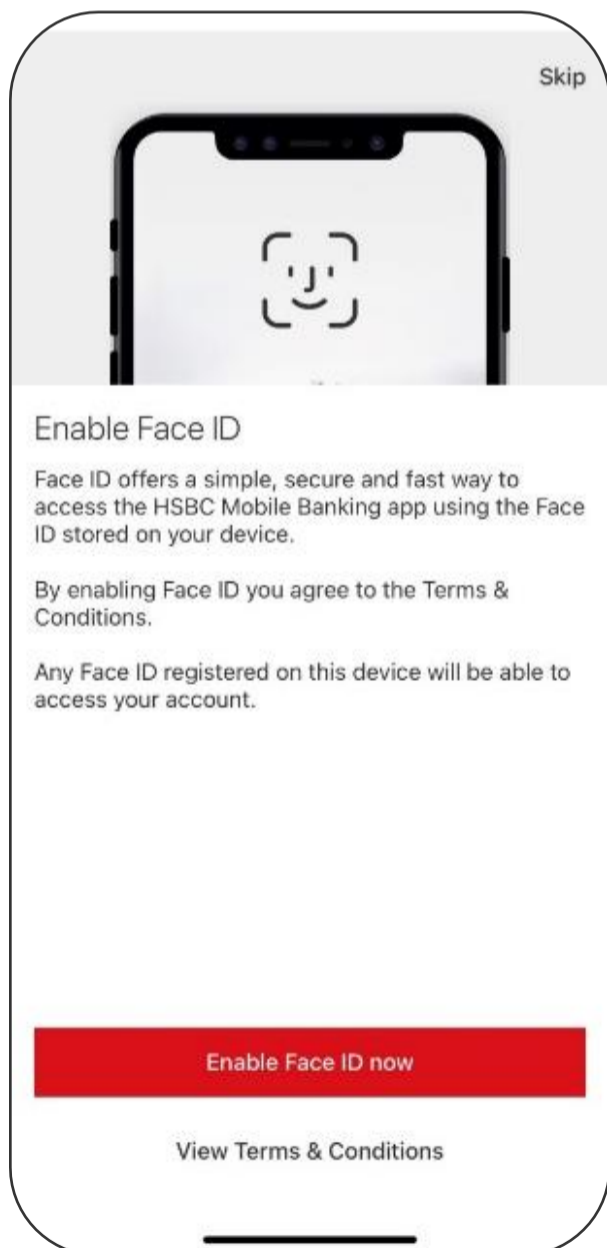 Skip
Enable Face ID
Face ID offers a simple, secure and fast way to
access the HSBC Mobile Banking app using the Face
ID stored on your device.
By enabling Face ID you agree to the Terms &
Conditions.
Any Face ID registered on this device will be able to
access your account.
Enable Face ID now
View Terms & Conditions